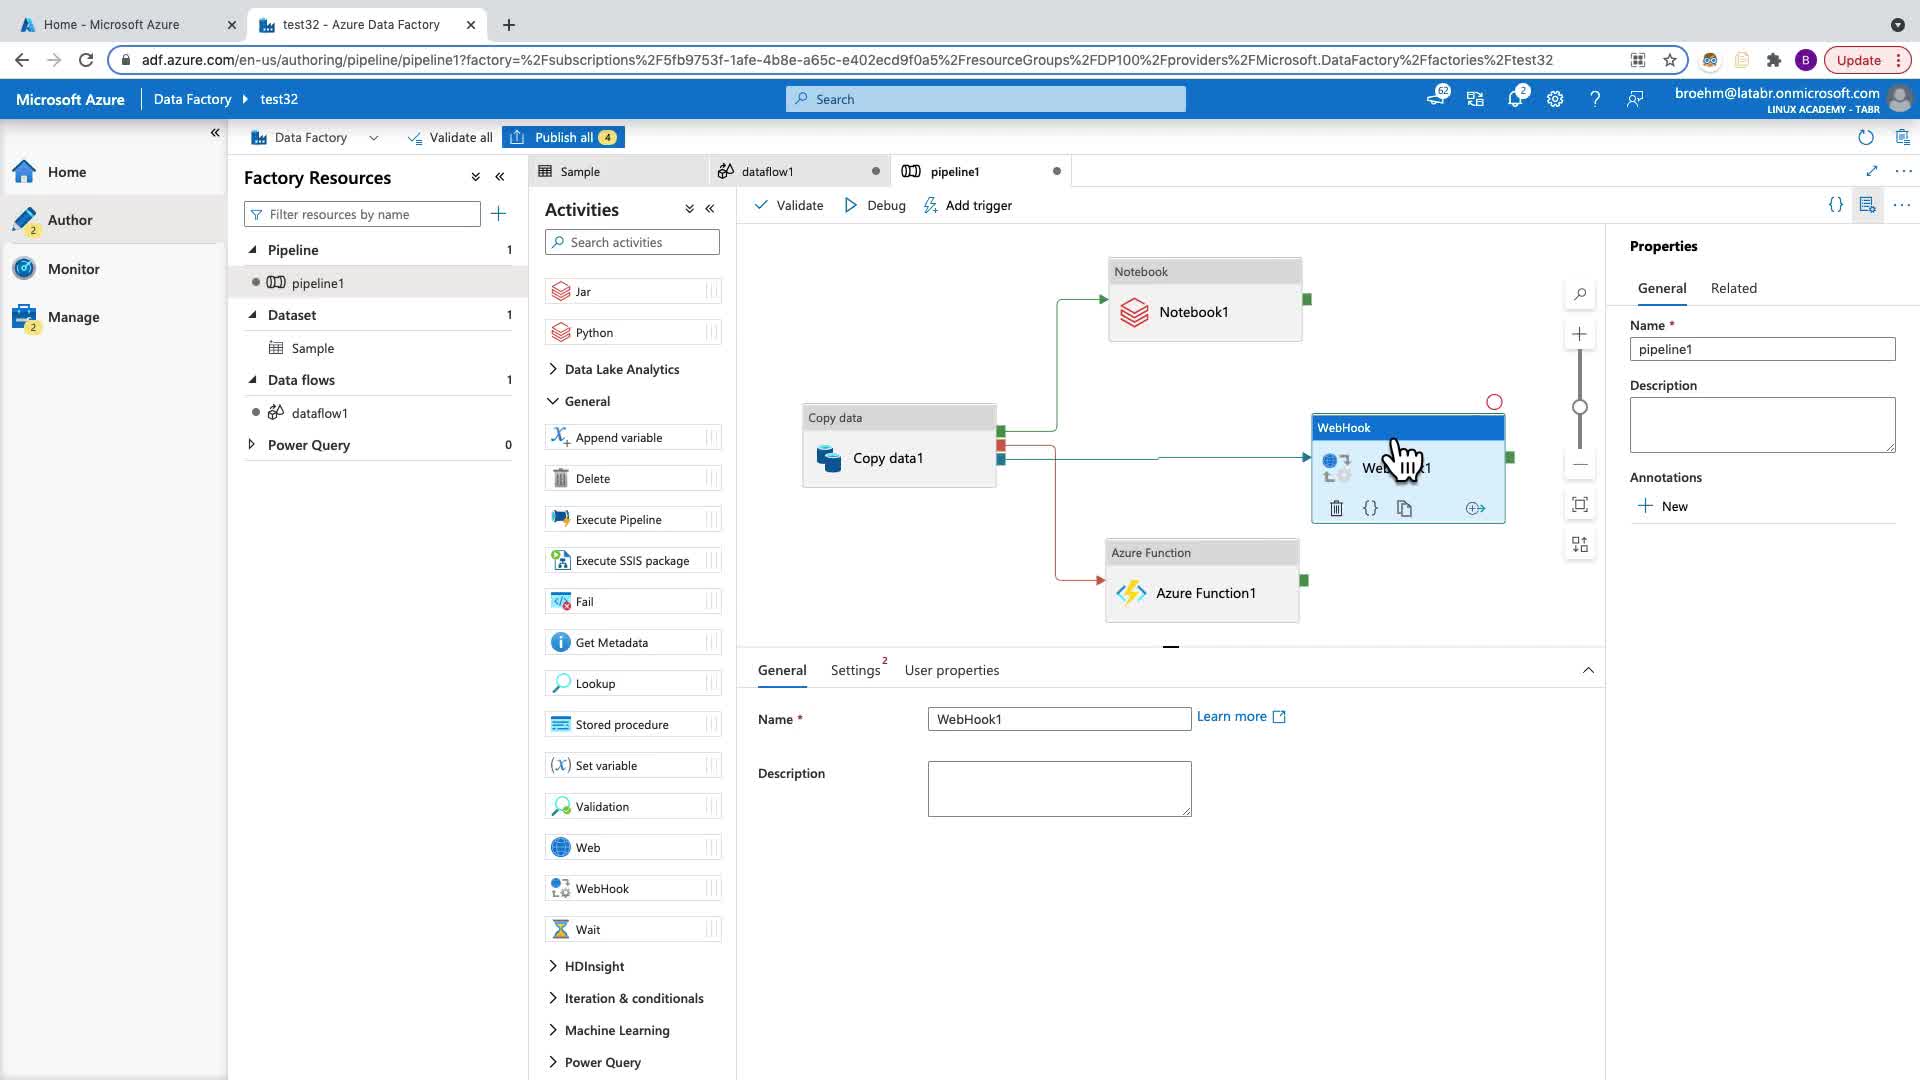 Home - Microsoft Azure
test32 - Azure Data Factory
adf.azure.com/en-us/authoring/pipeline/pipeline1?factory=%2Fsubscriptions%2F5fb9753f-1afe-4b8e-a65c-e402ecd9f0a5%2FresourceGroups%2FDP100%2Fproviders%2FMicrosoft.DataFactory%2Ffactories%2Ftest32
B
Update
Microsoft Azure
Data Factory
test32
Search
62
2
broehm@latabr.onmicrosoft.com
LINUX ACADEMY - TABR
Home
Author
2
Monitor
Manage
2
Data Factory
Validate all
Publish all 4
Factory Resources
Filter resources by name
Pipeline 1
pipeline1
Dataset 1
Sample
Data flows 1
dataflow1
Power Query 0
Sample
dataflow1
pipeline1
Activities
Search activities
Jar
Python
Data Lake Analytics
General
Append variable
Delete
Execute Pipeline
Execute SSIS package
Fail
Get Metadata
Lookup
Stored procedure
Set variable
Validation
Web
WebHook
Wait
HDInsight
Iteration & conditionals
Machine Learning
Power Query
Validate
Debug
Add trigger
Notebook
Notebook1
Copy data
Copy data1
WebHook
Azure Function
Azure Function1
General
Settings 2
User properties
Name *
WebHook1
Learn more
Description
Properties
General
Related
Name *
pipeline1
Description
Annotations
New